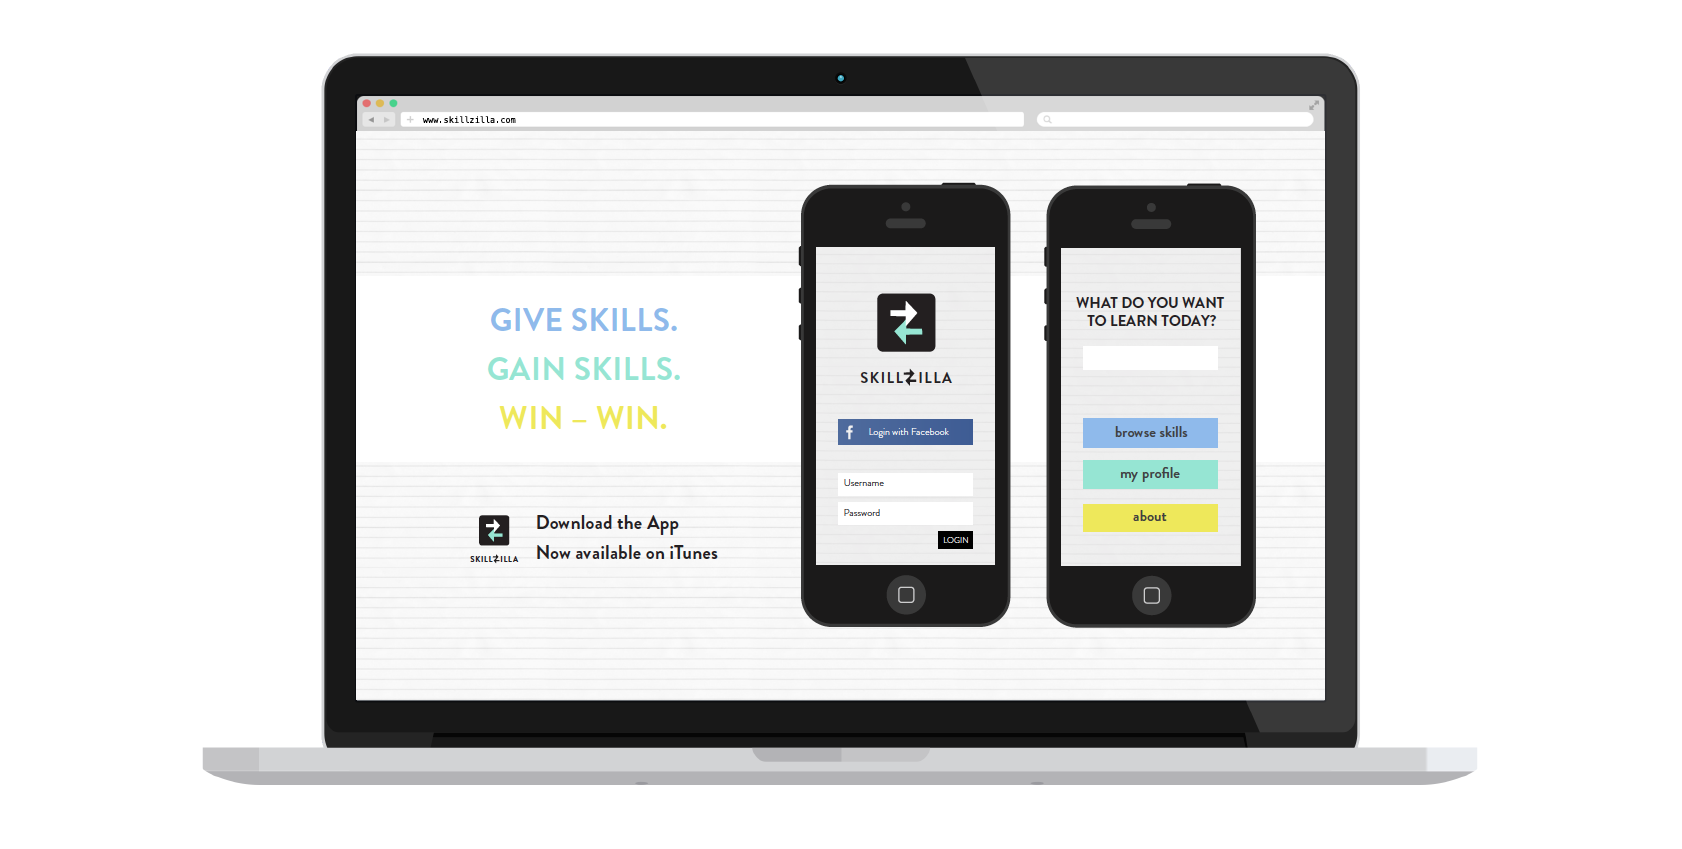 www.skillzilla.com
GIVE SKILLS.
GAIN SKILLS.
WIN – WIN.
SKILLZILLA
Download the App
Now available on iTunes
SKILLZILLA
Login with Facebook
Username
Password
LOGIN
WHAT DO YOU WANT
TO LEARN TODAY?
browse skills
my profile
about